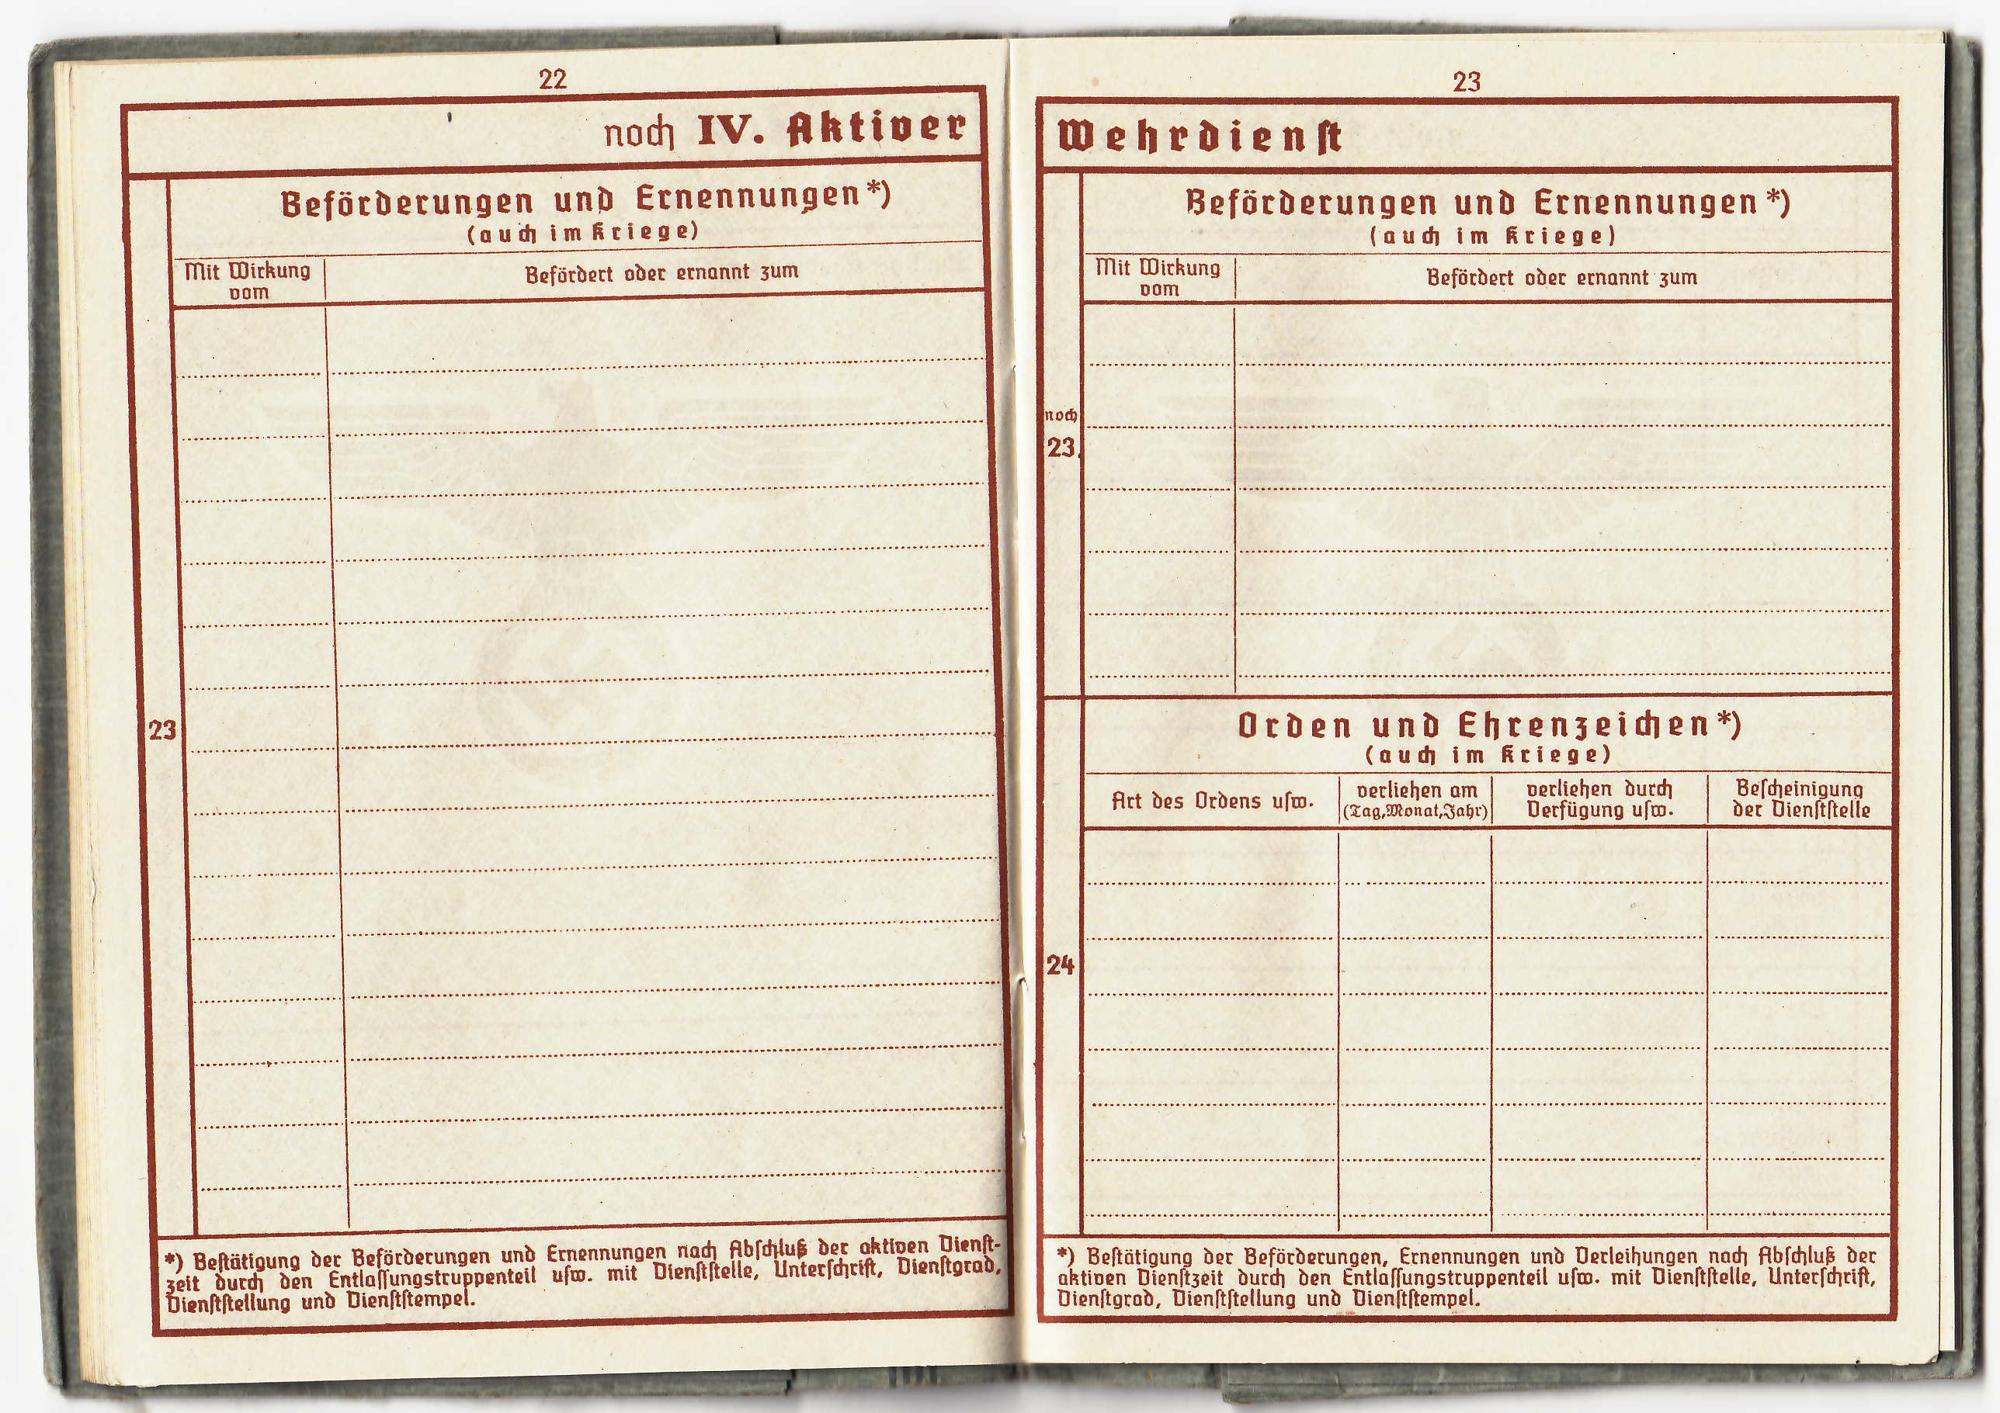 22
noch IV. Aktiver
Beförderungen und Ernennungen*)
(auch im Kriege)
Mit Wirkung
vom
Befördert oder ernannt zum
23
*) Bestätigung der Beförderungen und Ernennungen nach Abschluß der aktiven Dienst-
zeit durch den Entlassungstruppenteil usw. mit Dienststelle, Unterschrift, Dienstgrad,
Dienststellung und Dienststempel.
23
Wehrdienst
Beförderungen und Ernennungen*)
(auch im Kriege)
Mit Wirkung
vom
Befördert oder ernannt zum
noch
23
Orden und Ehrenzeichen*)
(auch im Kriege)
Art des Ordens usw.
verliehen am
(Tag, Monat, Jahr)
verliehen durch
Verfügung usw.
Bescheinigung
der Dienststelle
24
*) Bestätigung der Beförderungen, Ernennungen und Verleihungen nach Abschluß der
aktiven Dienstzeit durch den Entlassungstruppenteil usw. mit Dienststelle, Unterschrift,
Dienstgrad, Dienststellung und Dienststempel.